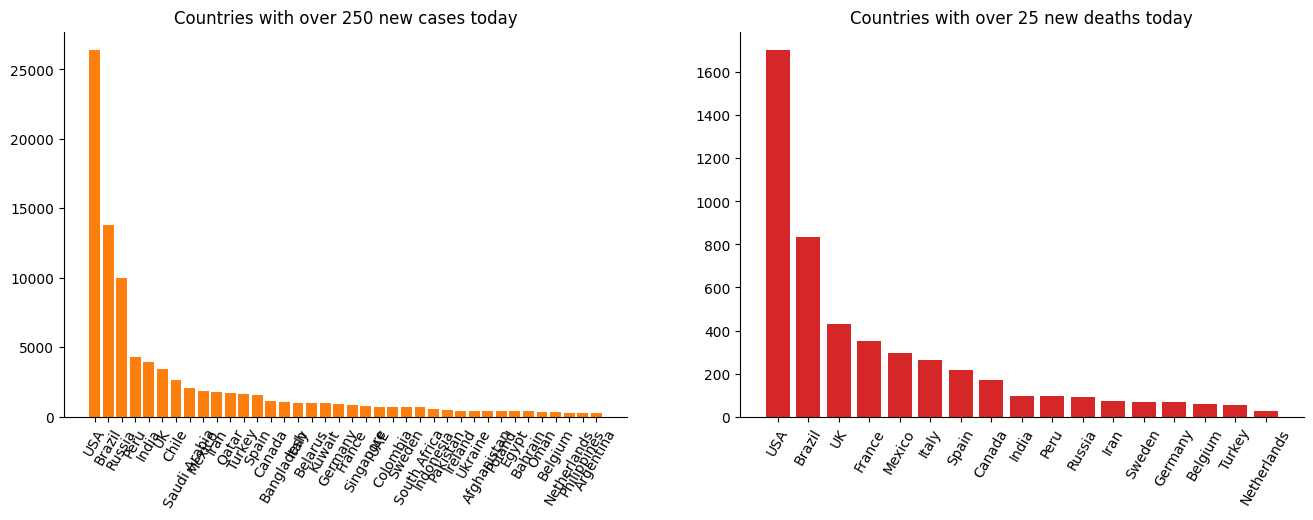 Countries with over 250 new cases today
25000
20000
15000
10000
5000
0
USA
Brazil
Russia
Peru
India
UK
Chile
Saudi Arabia
Mexico
Iran
Qatar
Turkey
Spain
Canada
Bangladesh
Italy
Belarus
Kuwait
Germany
France
Singapore
UAE
Colombia
Sweden
South Africa
Indonesia
Pakistan
Ireland
Ukraine
Afghanistan
Poland
Egypt
Bahrain
Oman
Belgium
Netherlands
Philippines
Argentina
Countries with over 25 new deaths today
1600
1400
1200
1000
800
600
400
200
0
USA
Brazil
UK
France
Mexico
Italy
Spain
Canada
India
Peru
Russia
Iran
Sweden
Germany
Belgium
Turkey
Netherlands